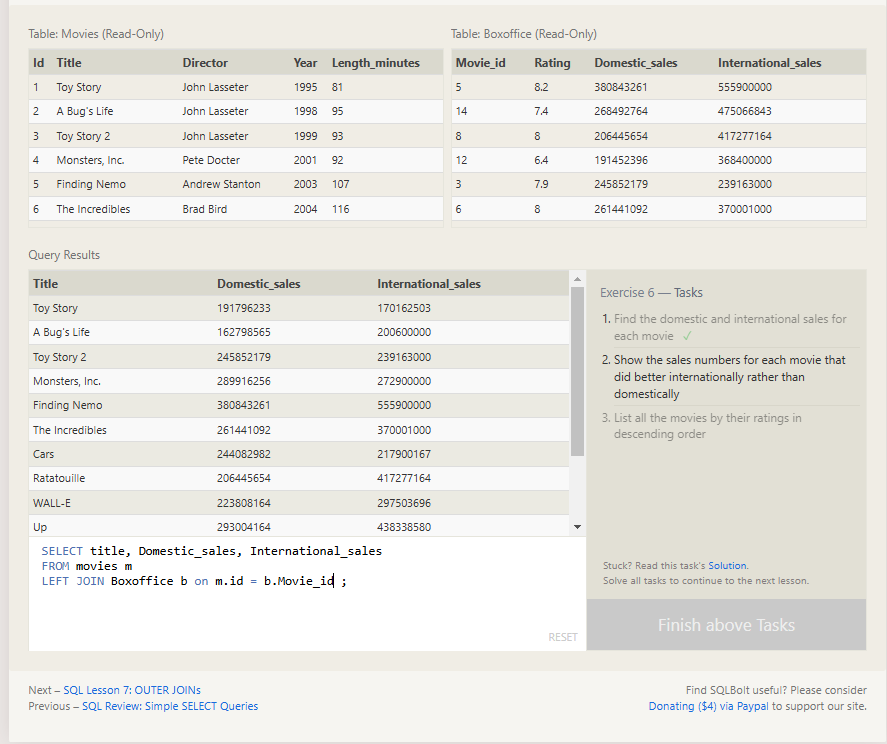 Table: Movies (Read-Only)
Id Title Director Year Length_minutes
1 Toy Story John Lasseter 1995 81
2 A Bug's Life John Lasseter 1998 95
3 Toy Story 2 John Lasseter 1999 93
4 Monsters, Inc. Pete Docter 2001 92
5 Finding Nemo Andrew Stanton 2003 107
6 The Incredibles Brad Bird 2004 116
Table: Boxoffice (Read-Only)
Movie_id Rating Domestic_sales International_sales
5 8.2 380843261 555900000
14 7.4 268492764 475066843
8 8 206445654 417277164
12 6.4 191452396 368400000
3 7.9 245852179 239163000
6 8 261441092 370001000
Query Results
Title Domestic_sales International_sales
Toy Story 191796233 170162503
A Bug's Life 162798565 200600000
Toy Story 2 245852179 239163000
Monsters, Inc. 289916256 272900000
Finding Nemo 380843261 555900000
The Incredibles 261441092 370001000
Cars 244082982 217900167
Ratatouille 206445654 417277164
WALL-E 223808164 297503696
Up 293004164 438338580
SELECT title, Domestic_sales, International_sales
FROM movies m
LEFT JOIN Boxoffice b on m.id = b.Movie_id ;
RESET
Exercise 6 — Tasks
1. Find the domestic and international sales for
each movie ✓
2. Show the sales numbers for each movie that
did better internationally rather than
domestically
3. List all the movies by their ratings in
descending order
Stuck? Read this task's Solution.
Solve all tasks to continue to the next lesson.
Finish above Tasks
Next – SQL Lesson 7: OUTER JOINs
Previous – SQL Review: Simple SELECT Queries
Find SQLBolt useful? Please consider
Donating ($4) via Paypal to support our site.